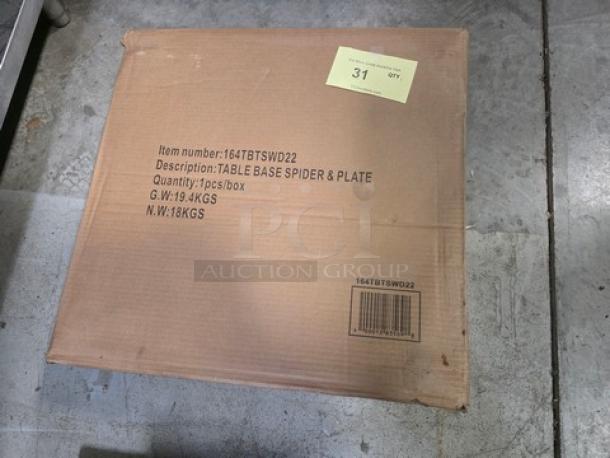 31 QTY
Item number:164TBTSWD22
Description:TABLE BASE SPIDER & PLATE
Quantity:1pcs/box
G.W:19.4KGS
N.W:18KGS
PCI
AUCTION GROUP
164TBTSWD22